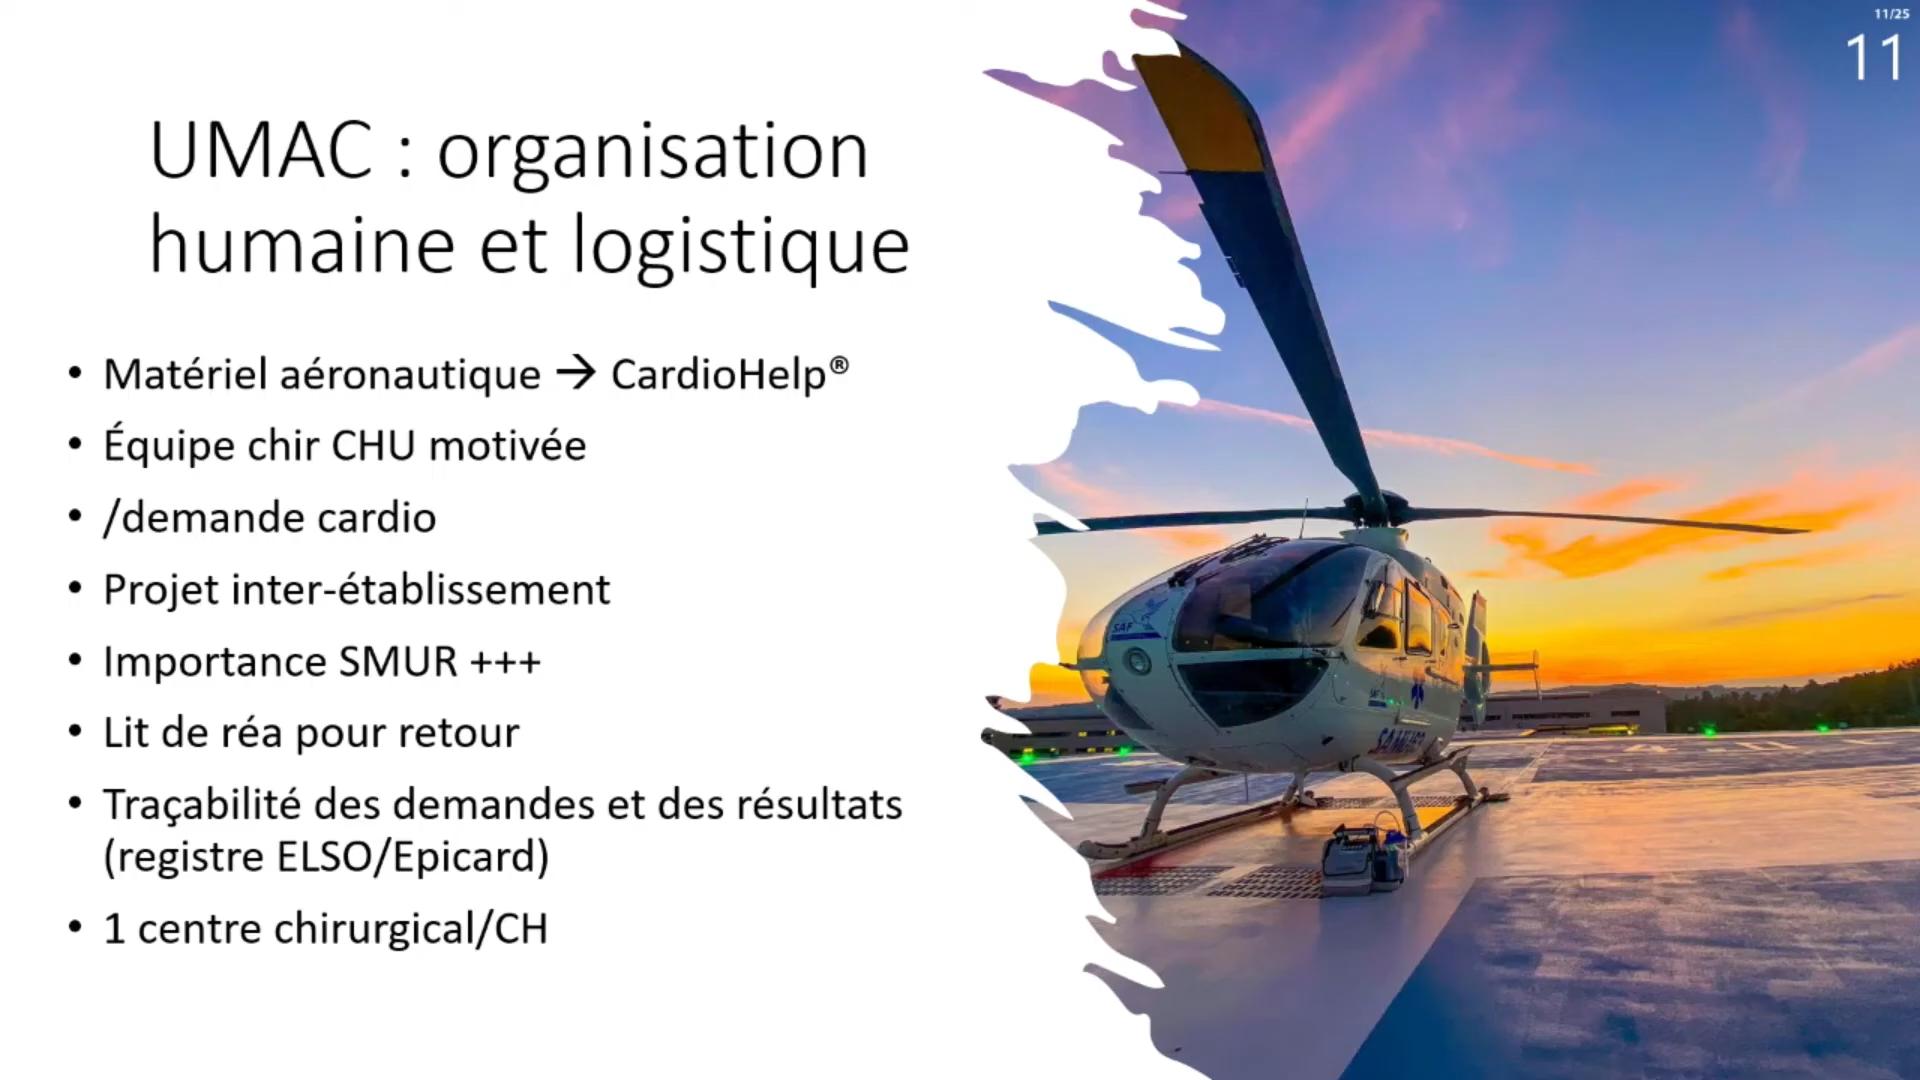 11/25
11
UMAC : organisation
humaine et logistique
• Matériel aéronautique → CardioHelp®
• Équipe chir CHU motivée
• /demande cardio
• Projet inter-établissement
• Importance SMUR +++
• Lit de réa pour retour
• Traçabilité des demandes et des résultats
(registre ELSO/Epicard)
• 1 centre chirurgical/CH
SAF